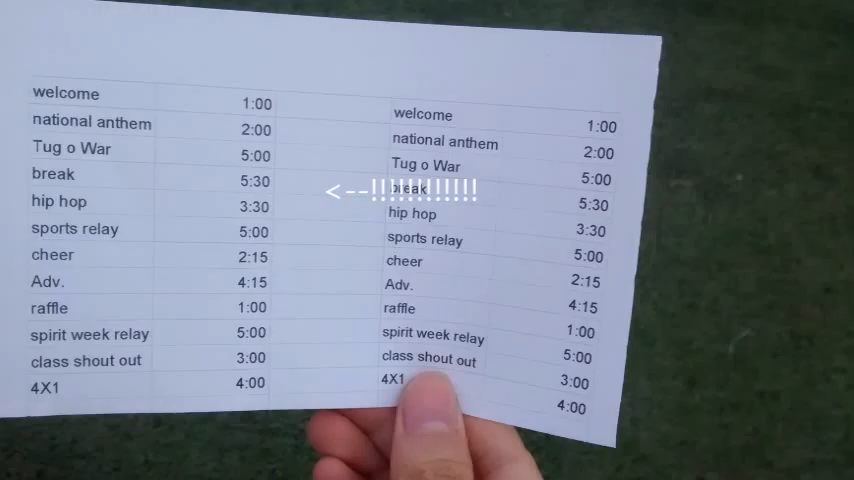 welcome 1:00
national anthem 2:00
Tug o War 5:00
break 5:30
hip hop 3:30
sports relay 5:00
cheer 2:15
Adv. 4:15
raffle 1:00
spirit week relay 5:00
class shout out 3:00
4X1 4:00
<--!!!!!!!!!!!!
welcome 1:00
national anthem 2:00
Tug o War 5:00
break 5:30
hip hop 3:30
sports relay 5:00
cheer 2:15
Adv. 4:15
raffle 1:00
spirit week relay 5:00
class shout out 3:00
4X1 4:00